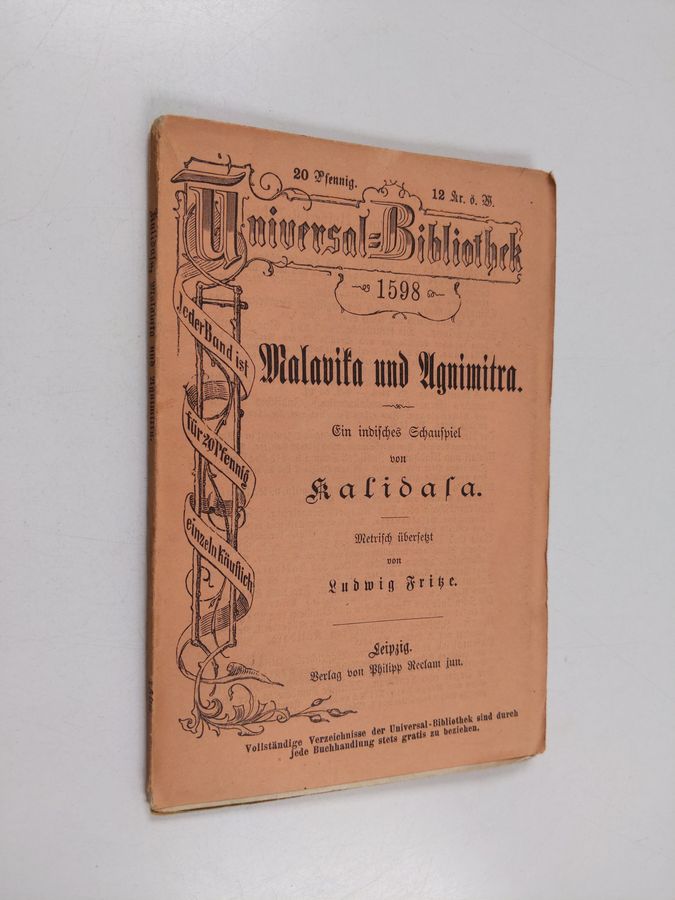 20 Pfennig. 12 Kr. ö. W.
Universal-Bibliothek
1598
Jeder Band ist
für 20 Pfennig
einzeln käuflich
Malavika und Agnimitra.
Ein indisches Schauspiel
von
Kalidasa.
Metrisch übersetzt
von
Ludwig Fritze.
Leipzig.
Verlag von Philipp Reclam jun.
Vollständige Verzeichnisse der Universal-Bibliothek sind durch
jede Buchhandlung stets gratis zu beziehen.